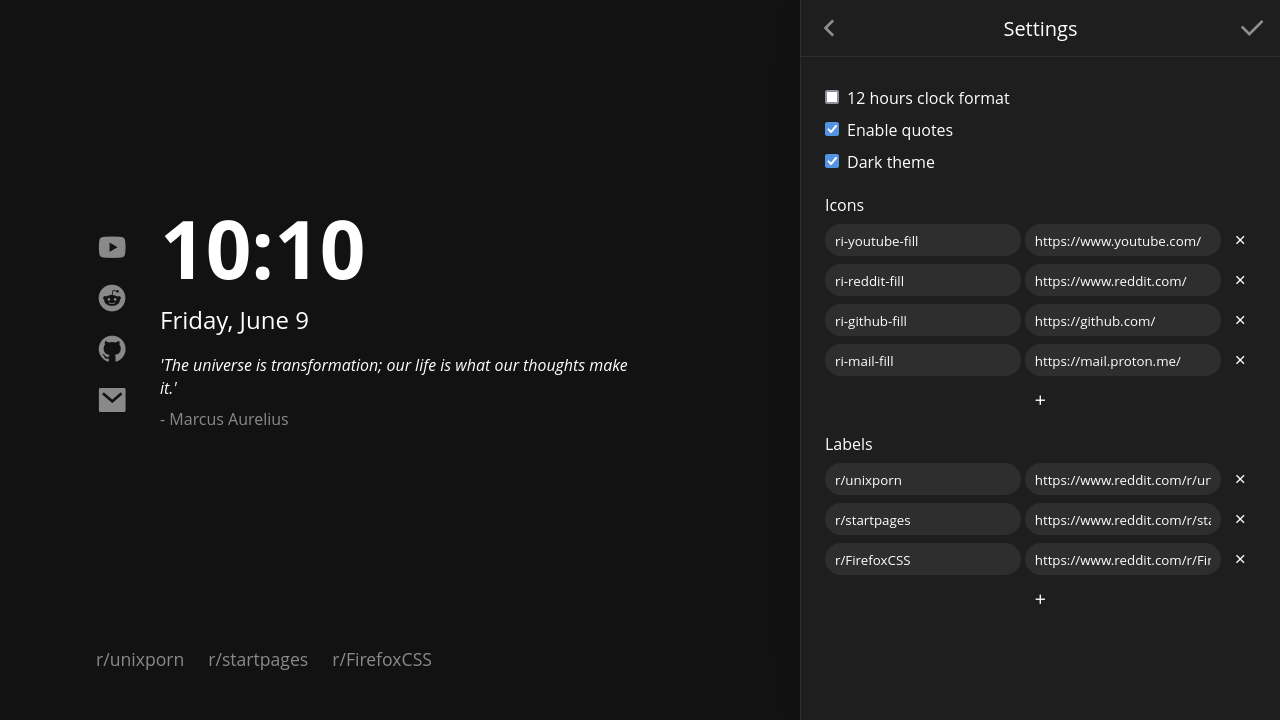 10:10
Friday, June 9
'The universe is transformation; our life is what our thoughts make
it.'
- Marcus Aurelius
r/unixporn r/startpages r/FirefoxCSS
Settings
12 hours clock format
Enable quotes
Dark theme
Icons
ri-youtube-fill https://www.youtube.com/ ×
ri-reddit-fill https://www.reddit.com/ ×
ri-github-fill https://github.com/ ×
ri-mail-fill https://mail.proton.me/ ×
+
Labels
r/unixporn https://www.reddit.com/r/un ×
r/startpages https://www.reddit.com/r/sta ×
r/FirefoxCSS https://www.reddit.com/r/Fir ×
+